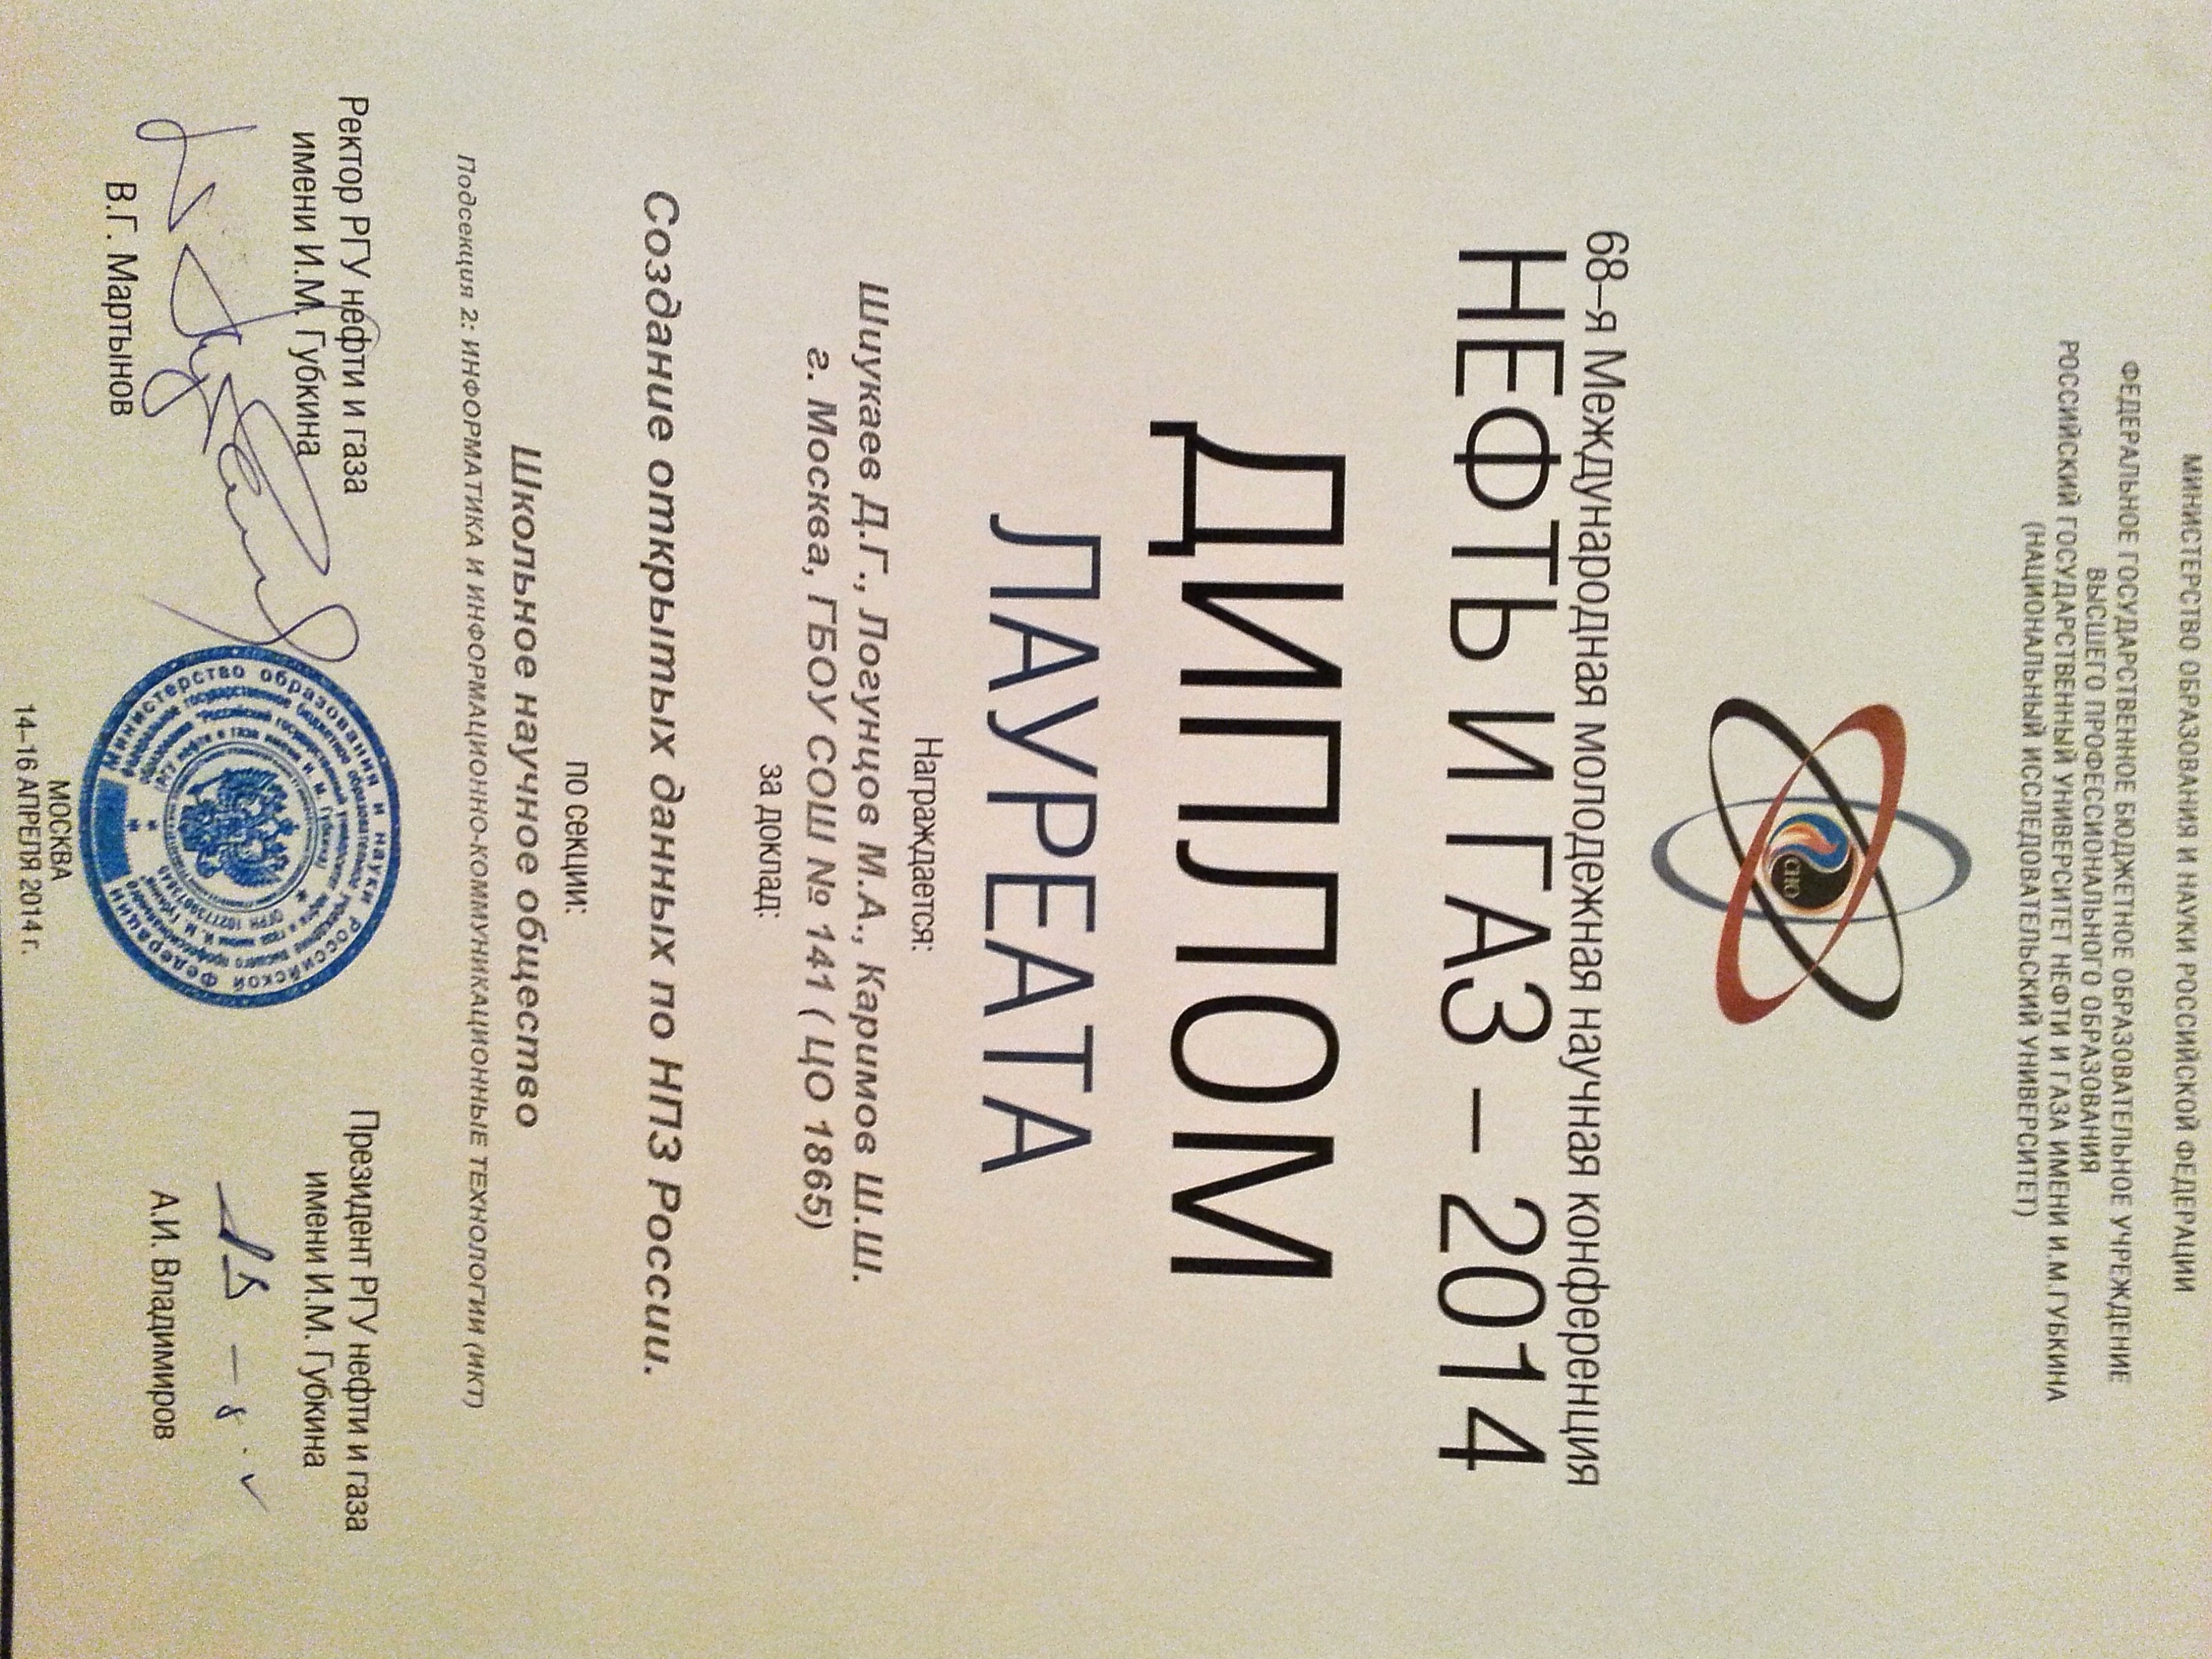 МИНИСТЕРСТВО ОБРАЗОВАНИЯ И НАУКИ РОССИЙСКОЙ ФЕДЕРАЦИИ
ФЕДЕРАЛЬНОЕ ГОСУДАРСТВЕННОЕ БЮДЖЕТНОЕ ОБРАЗОВАТЕЛЬНОЕ УЧРЕЖДЕНИЕ
ВЫСШЕГО ПРОФЕССИОНАЛЬНОГО ОБРАЗОВАНИЯ
РОССИЙСКИЙ ГОСУДАРСТВЕННЫЙ УНИВЕРСИТЕТ НЕФТИ И ГАЗА ИМЕНИ И.М.ГУБКИНА
(НАЦИОНАЛЬНЫЙ ИССЛЕДОВАТЕЛЬСКИЙ УНИВЕРСИТЕТ)
68–я Международная молодежная научная конференция
НЕФТЬ И ГАЗ – 2014
ДИПЛОМ
ЛАУРЕАТА
Награждается:
Шиукаев Д.Г., Логунцов М.А., Каримов Ш.Ш.
г. Москва, ГБОУ СОШ № 141 ( ЦО 1865)
за доклад:
Создание открытых данных по НПЗ России.
по секции:
Школьное научное общество
Подсекция 2: ИНФОРМАТИКА И ИНФОРМАЦИОННО-КОММУНИКАЦИОННЫЕ ТЕХНОЛОГИИ (ИКТ)
Ректор РГУ нефти и газа
имени И.М. Губкина
В.Г. Мартынов
Президент РГУ нефти и газа
имени И.М. Губкина
А.И. Владимиров
Министерство образования и науки Российской Федерации
МОСКВА
14–16 АПРЕЛЯ 2014 г.